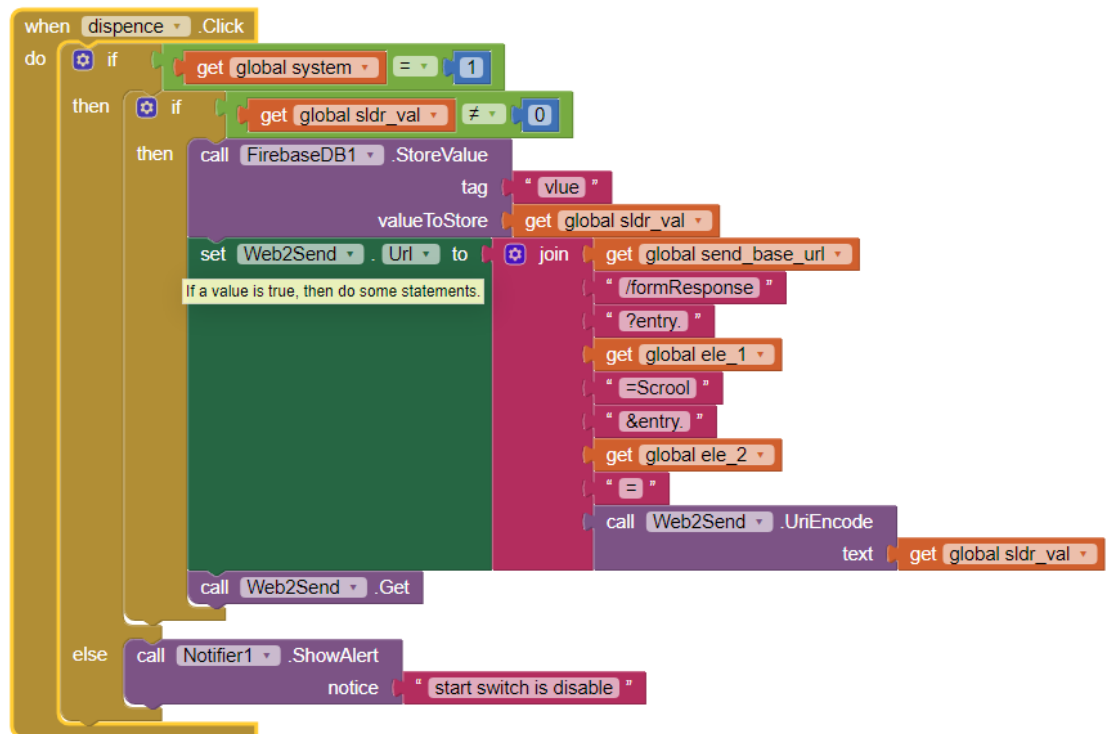 when dispence .Click
do if get global system = 1
then if get global sldr_val ≠ 0
then call FirebaseDB1 .StoreValue
tag " vlue "
valueToStore get global sldr_val
set Web2Send . Url to join get global send_base_url
If a value is true, then do some statements.
" /formResponse "
" ?entry. "
get global ele_1
" =Scrool "
" &entry. "
get global ele_2
" = "
call Web2Send .UriEncode
text get global sldr_val
call Web2Send .Get
else call Notifier1 .ShowAlert
notice " start switch is disable "